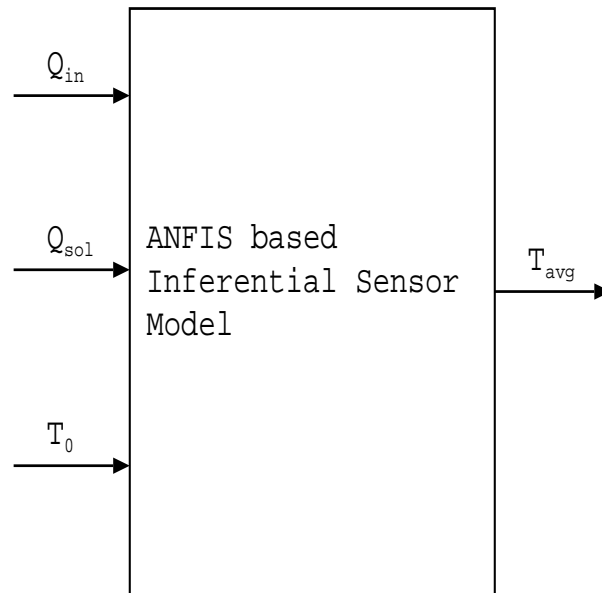 Q_in
Q_sol
ANFIS based
Inferential Sensor
Model
T_avg
T_0